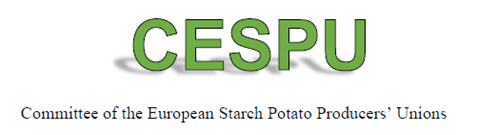 CESPU
Committee of the European Starch Potato Producers’ Unions